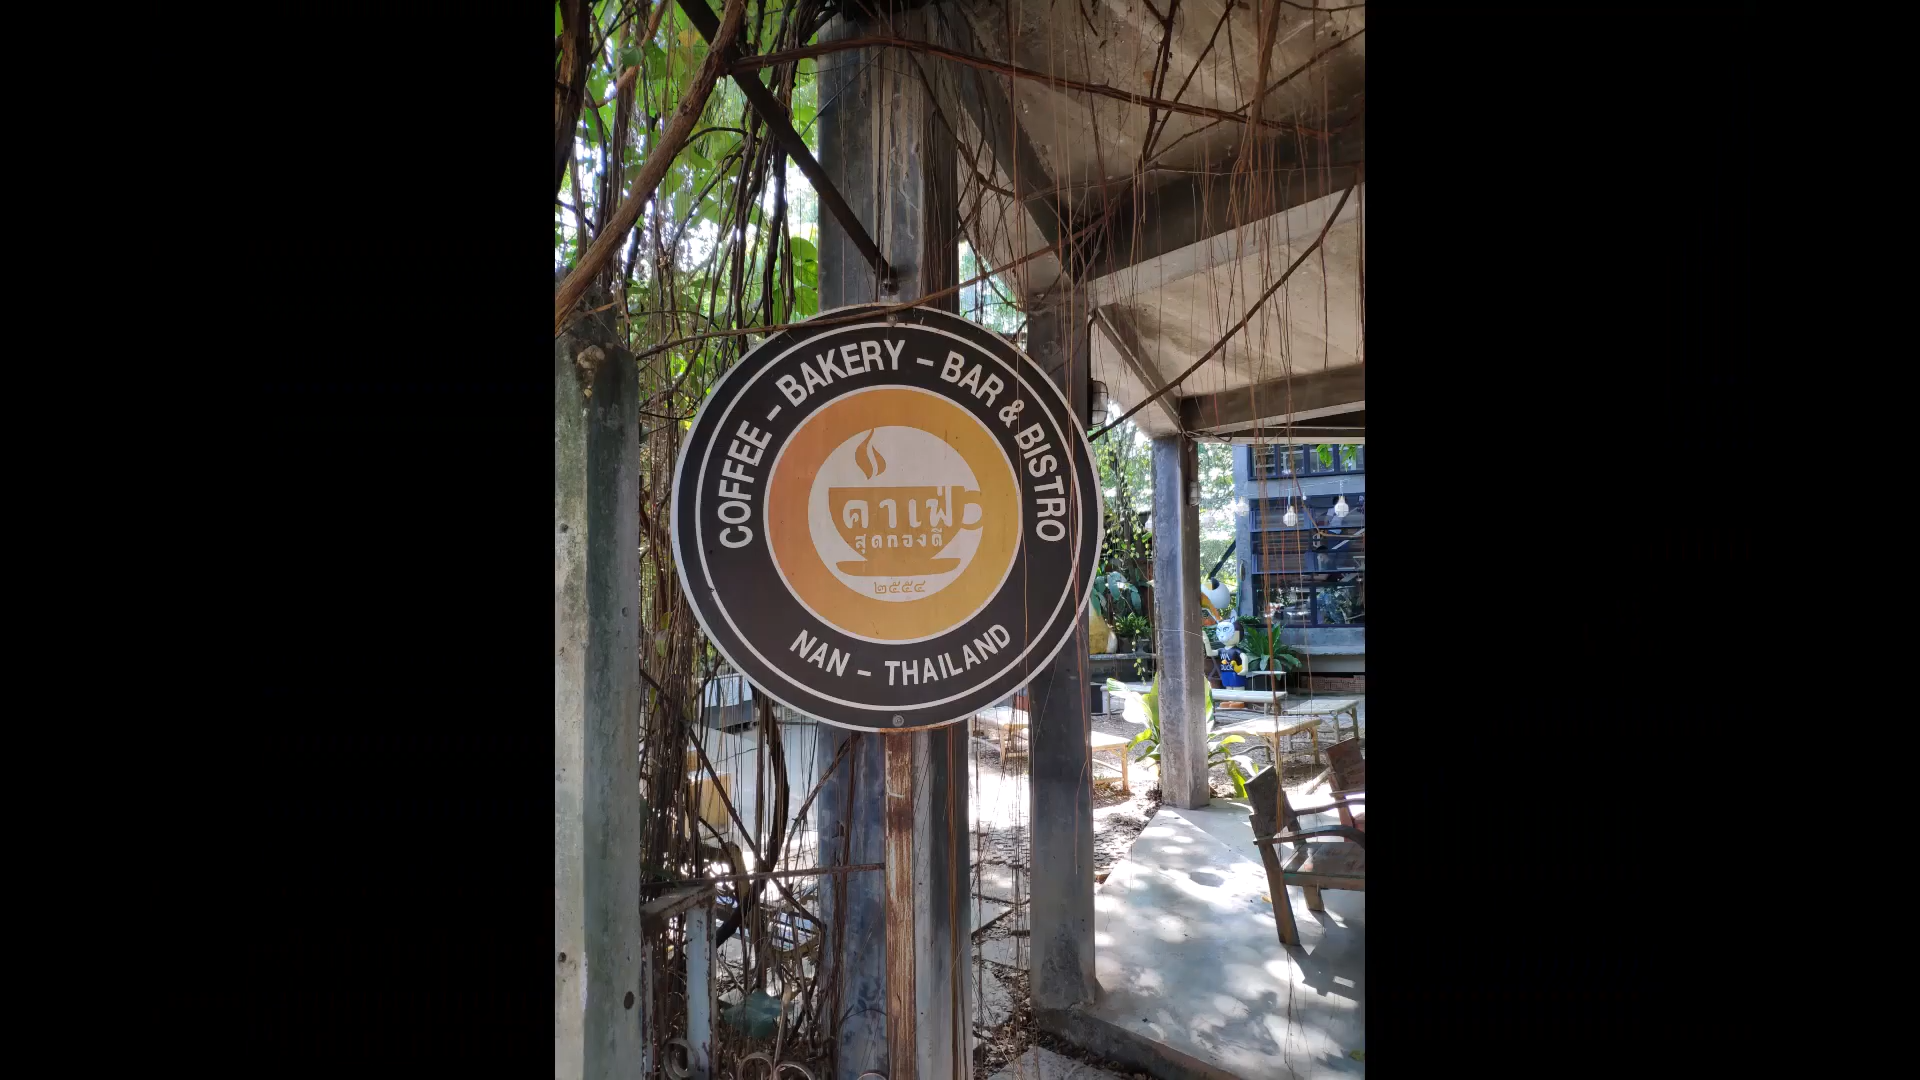 COFFEE - BAKERY - BAR & BISTRO
คาเฟ่
สุดกองดี
๒๕๕๔
NAN - THAILAND